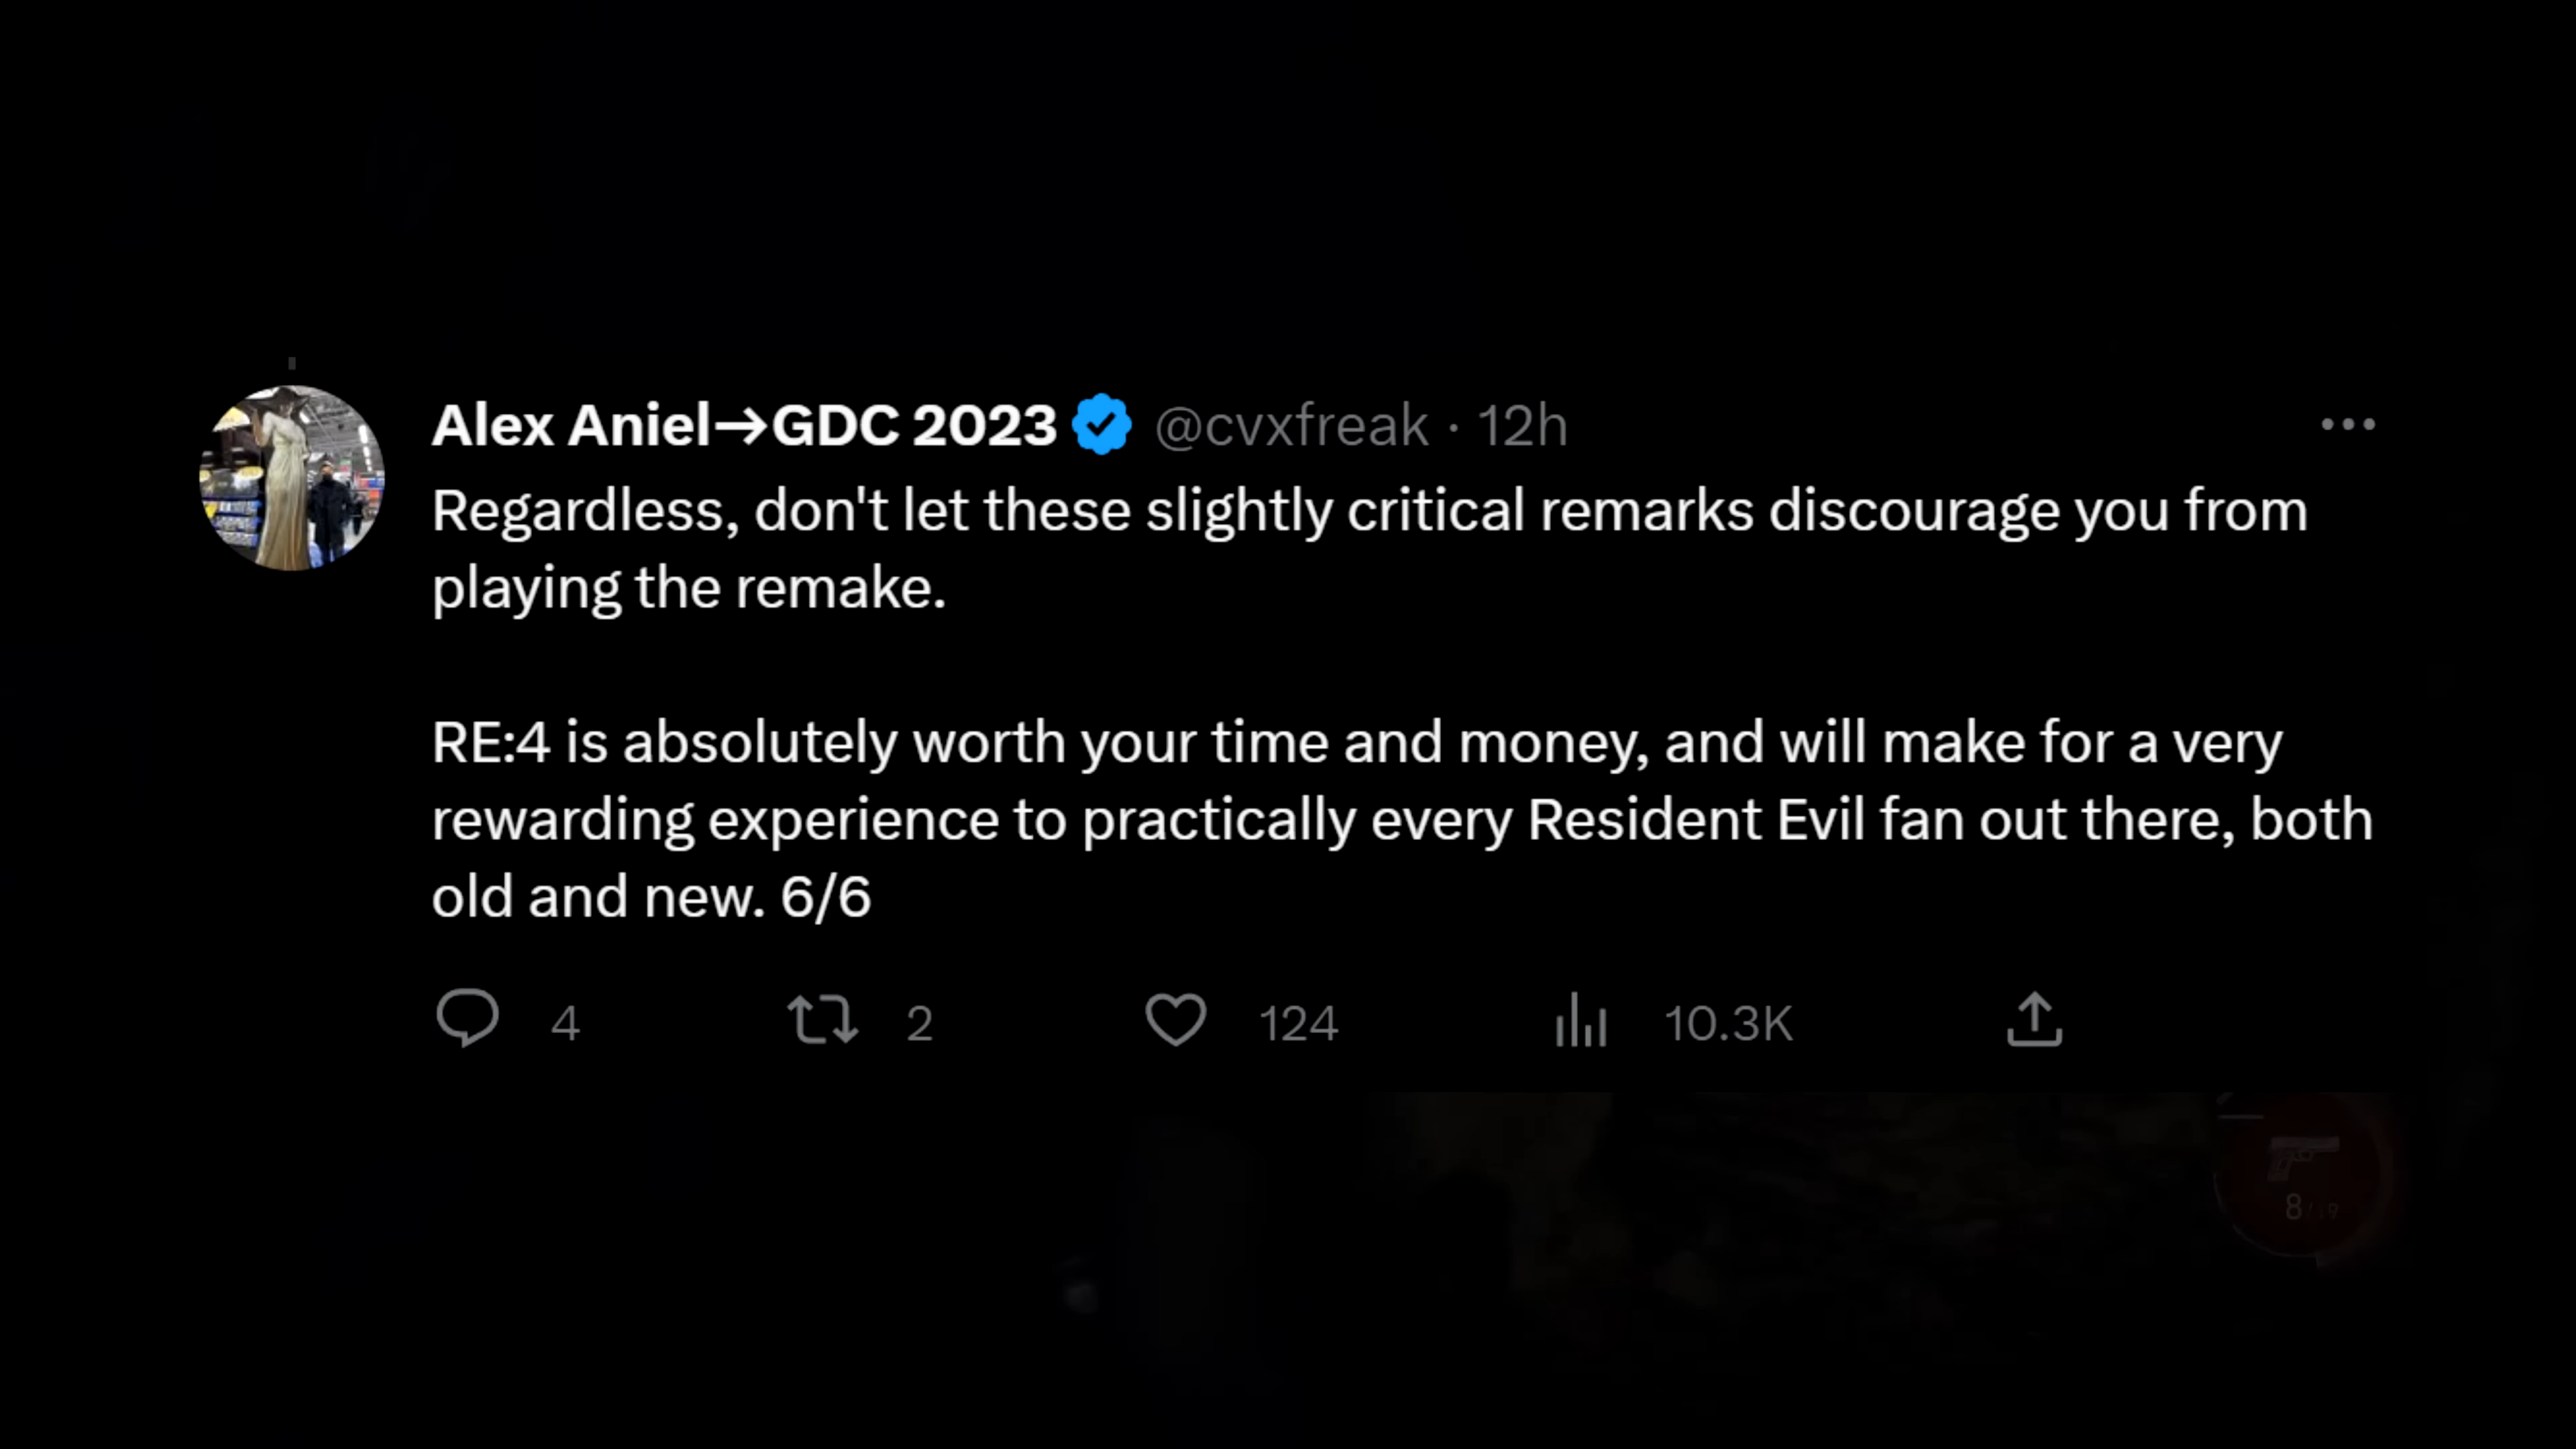 Alex Aniel→GDC 2023 @cvxfreak · 12h
Regardless, don't let these slightly critical remarks discourage you from
playing the remake.
RE:4 is absolutely worth your time and money, and will make for a very
rewarding experience to practically every Resident Evil fan out there, both
old and new. 6/6
4 2 124 10.3K
8/19